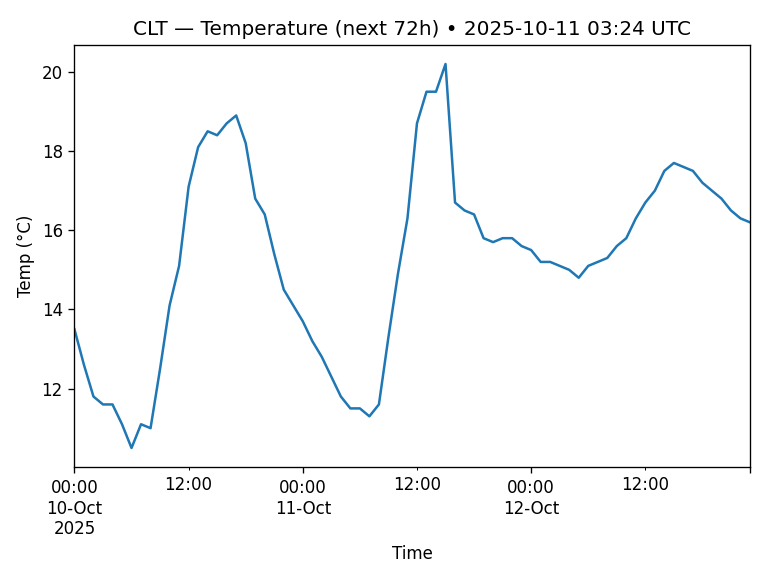 CLT — Temperature (next 72h) • 2025-10-11 03:24 UTC
Temp (°C)
20
18
16
14
12
00:00 12:00 00:00 12:00 00:00 12:00
10-Oct 11-Oct 12-Oct
2025
Time